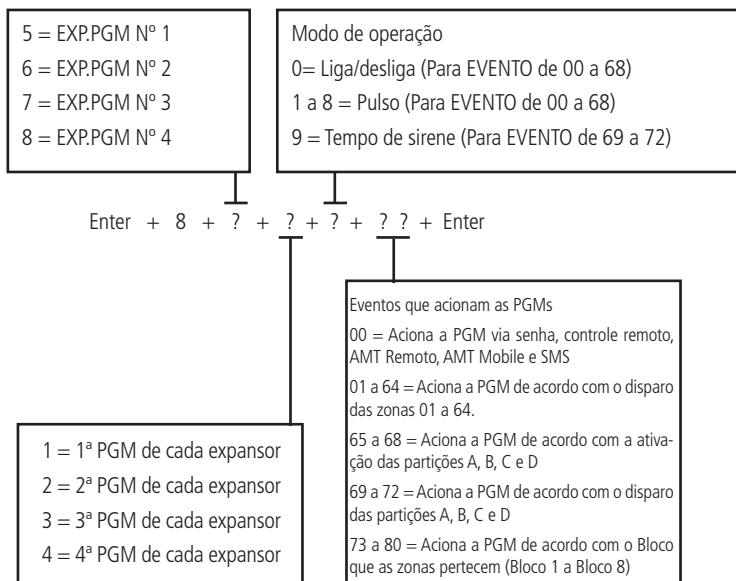 5 = EXP.PGM Nº 1
6 = EXP.PGM Nº 2
7 = EXP.PGM Nº 3
8 = EXP.PGM Nº 4
Modo de operação
0= Liga/desliga (Para EVENTO de 00 a 68)
1 a 8 = Pulso (Para EVENTO de 00 a 68)
9 = Tempo de sirene (Para EVENTO de 69 a 72)
Enter + 8 + ? + ? + ? + ? ? + Enter
1 = 1ª PGM de cada expansor
2 = 2ª PGM de cada expansor
3 = 3ª PGM de cada expansor
4 = 4ª PGM de cada expansor
Eventos que acionam as PGMs
00 = Aciona a PGM via senha, controle remoto,
AMT Remoto, AMT Mobile e SMS
01 a 64 = Aciona a PGM de acordo com o disparo
das zonas 01 a 64.
65 a 68 = Aciona a PGM de acordo com a ativa-
ção das partições A, B, C e D
69 a 72 = Aciona a PGM de acordo com o disparo
das partições A, B, C e D
73 a 80 = Aciona a PGM de acordo com o Bloco
que as zonas pertecem (Bloco 1 a Bloco 8)